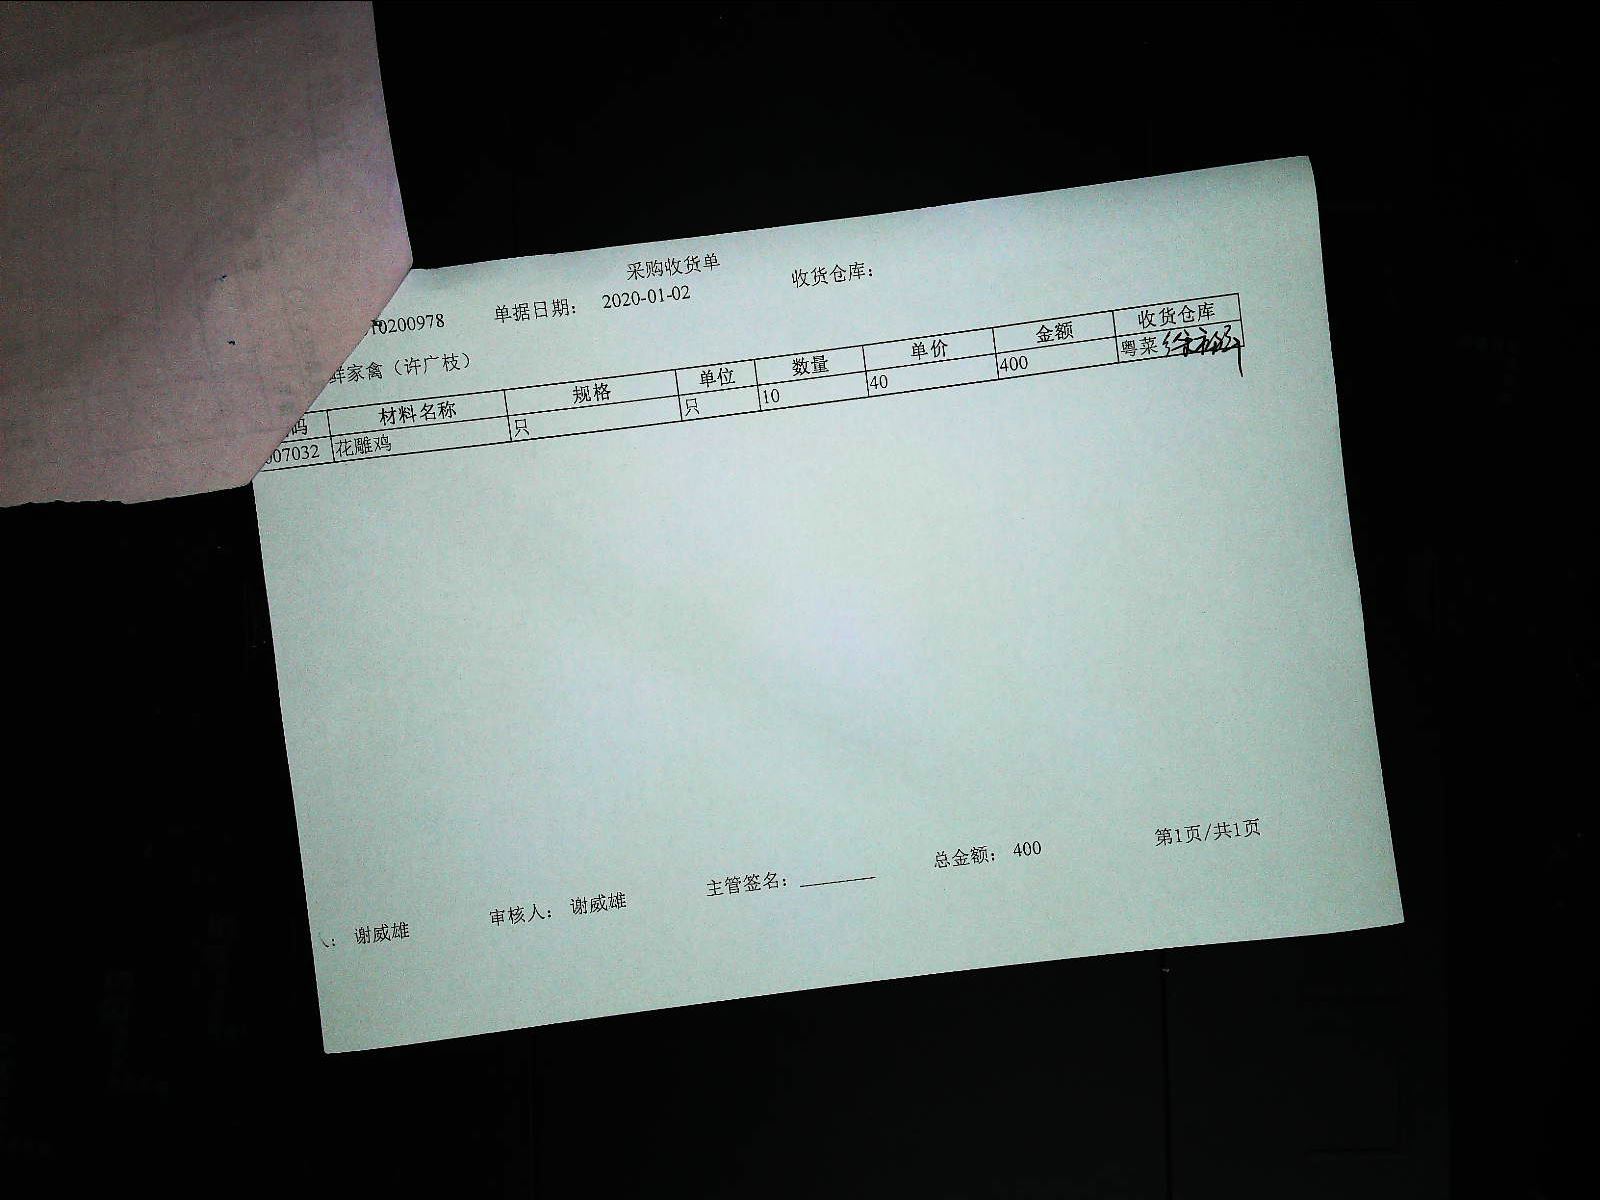 采购收货单
10200978 单据日期: 2020-01-02 收货仓库:
鲜家禽（许广枝）
码 材料名称 规格 单位 数量 单价 金额 收货仓库
007032 花雕鸡 只 只 10 40 400 粤菜
人: 谢威雄 审核人: 谢威雄 主管签名: 总金额: 400 第1页/共1页